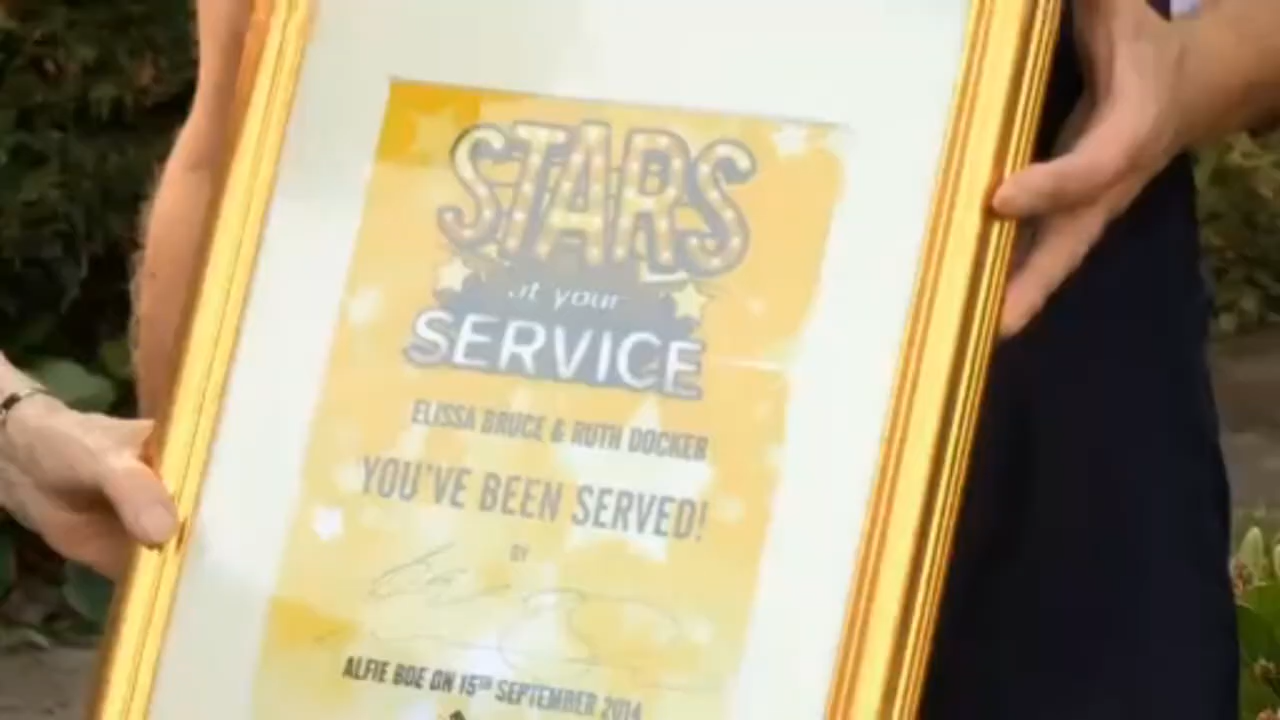 STARS
at your
SERVICE
ELISSA BRUCE & RUTH DOCKER
YOU'VE BEEN SERVED!
BY
ALFIE BOE ON 15TH SEPTEMBER 2014